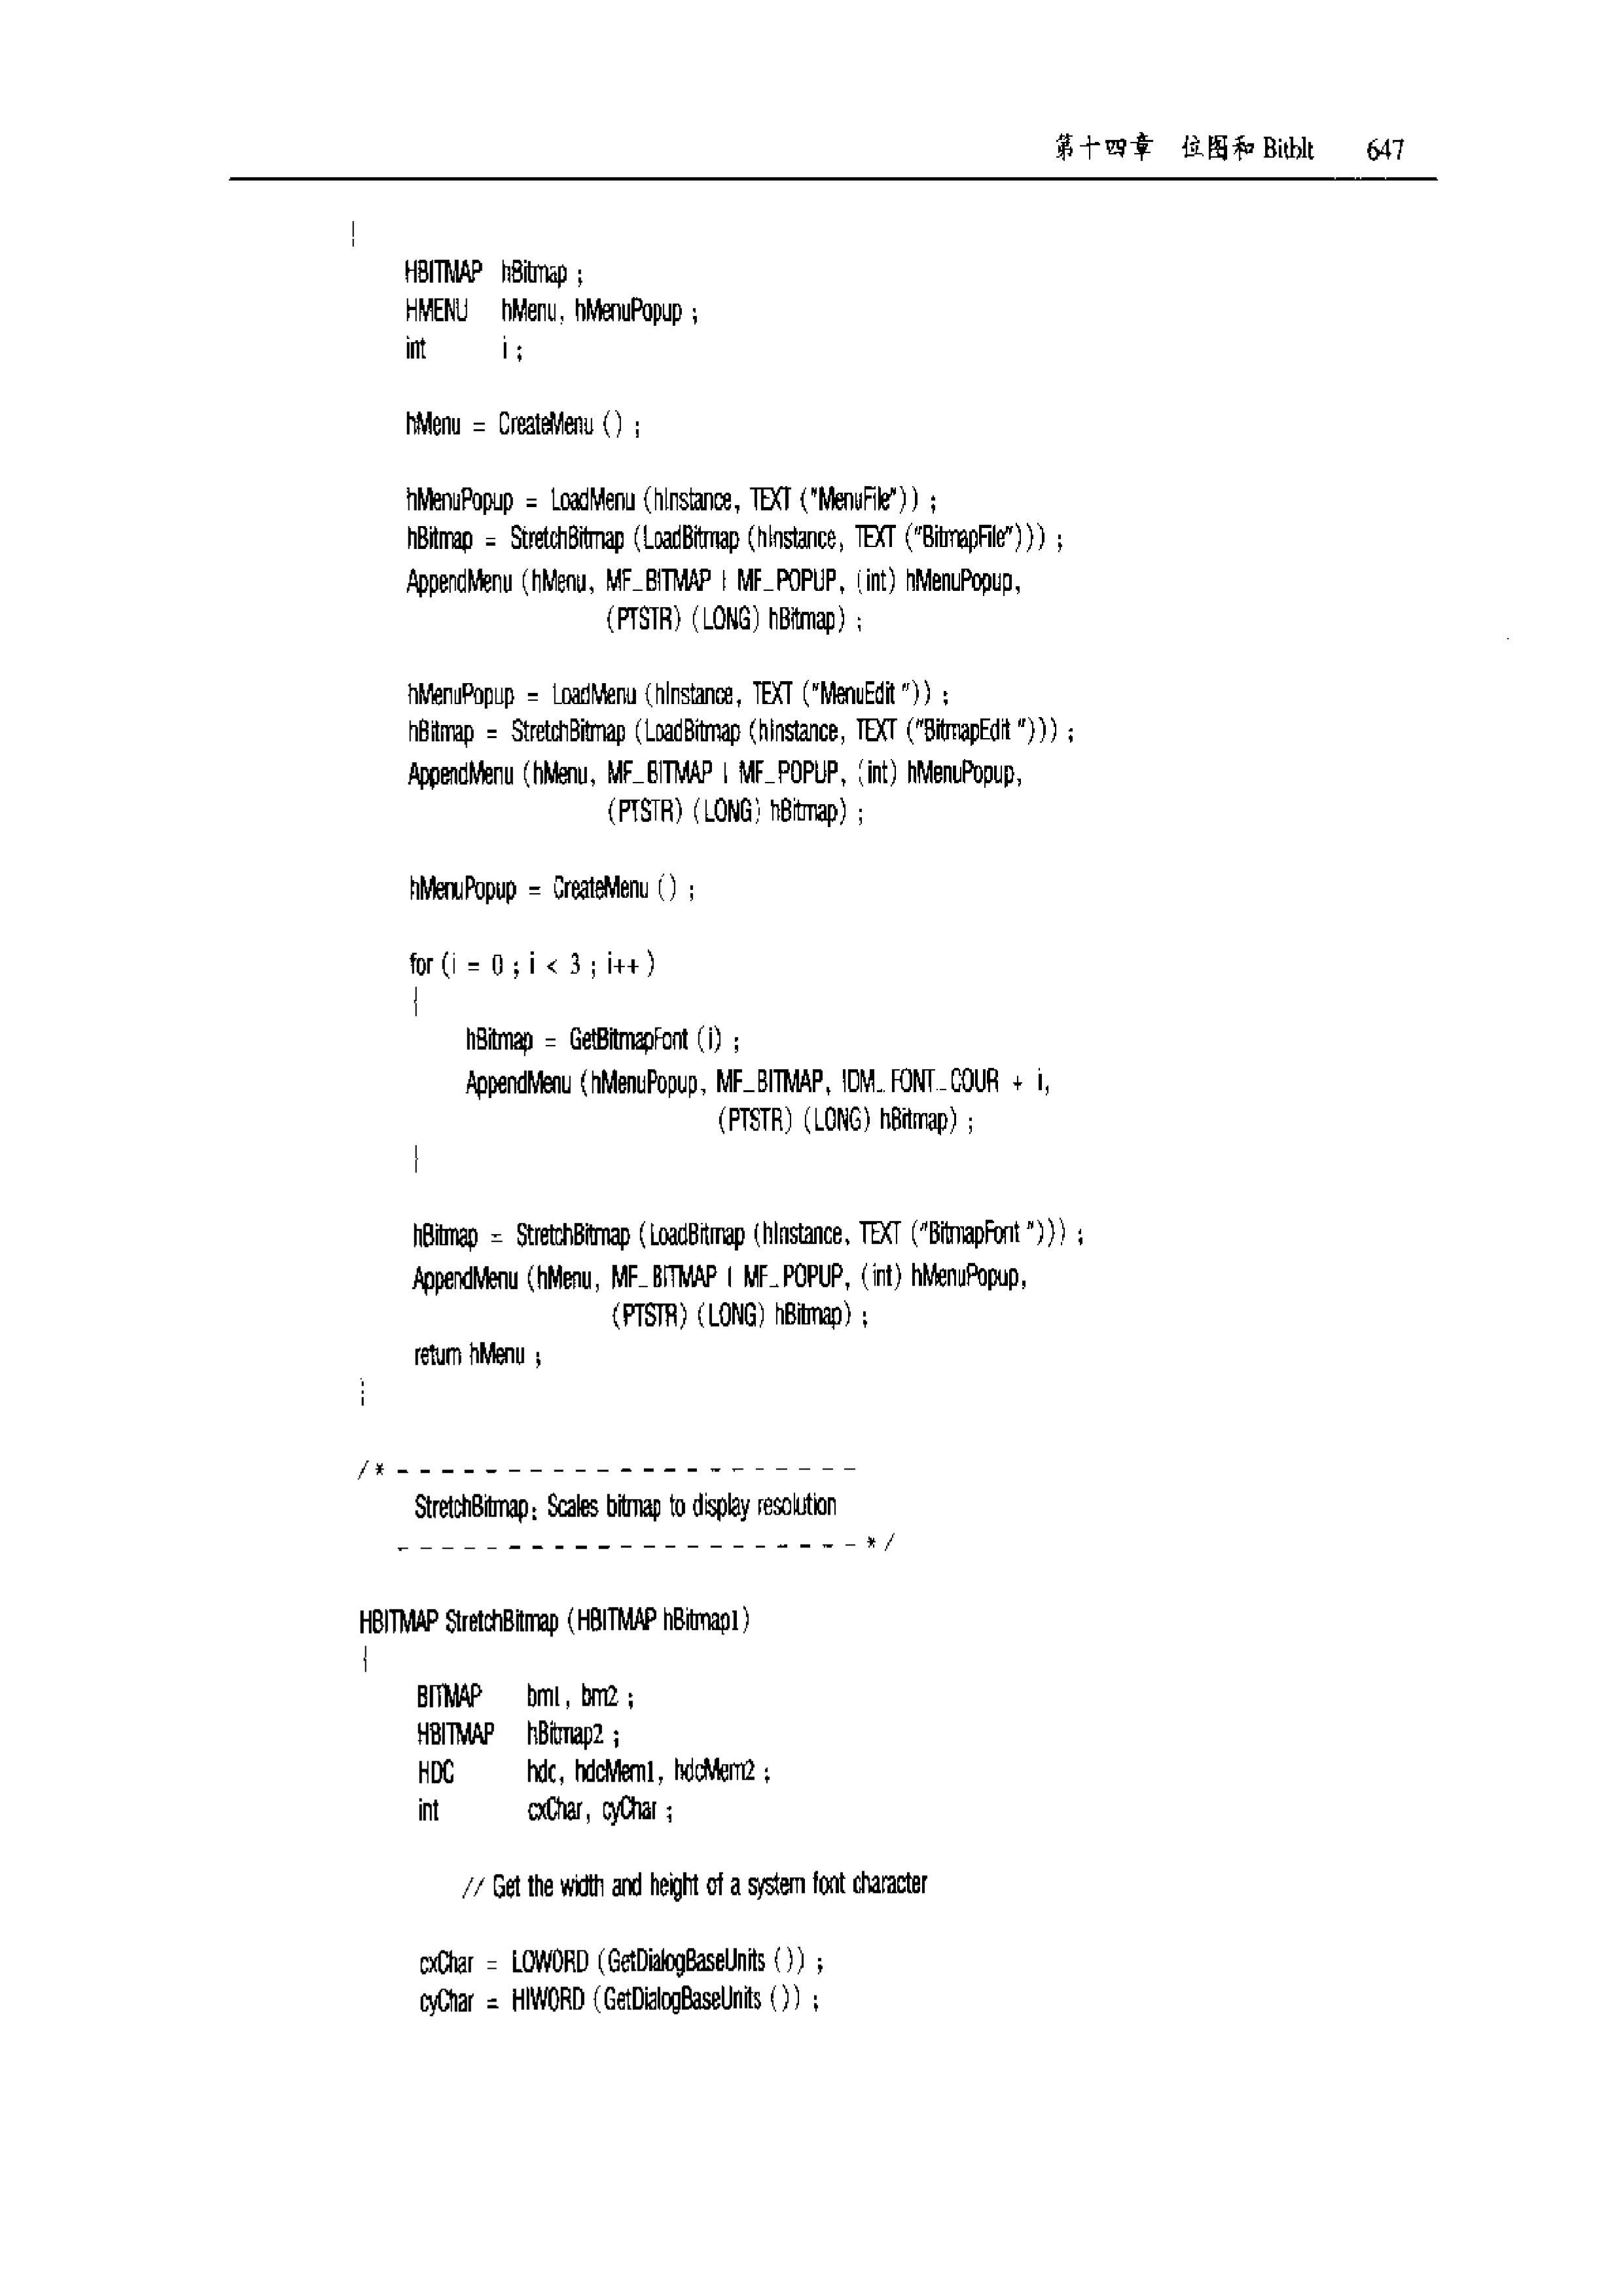 第十四章 位图和 Bitblt 647
{
HBITMAP hBitmap ;
HMENU hMenu, hMenuPopup ;
int i ;
hMenu = CreateMenu () ;
hMenuPopup = LoadMenu (hInstance, TEXT ("MenuFile")) ;
hBitmap = StretchBitmap (LoadBitmap (hInstance, TEXT ("BitmapFile"))) ;
AppendMenu (hMenu, MF_BITMAP | MF_POPUP, (int) hMenuPopup,
(PTSTR) (LONG) hBitmap) ;
hMenuPopup = LoadMenu (hInstance, TEXT ("MenuEdit ")) ;
hBitmap = StretchBitmap (LoadBitmap (hInstance, TEXT ("BitmapEdit "))) ;
AppendMenu (hMenu, MF_BITMAP | MF_POPUP, (int) hMenuPopup,
(PTSTR) (LONG) hBitmap) ;
hMenuPopup = CreateMenu () ;
for (i = 0 ; i < 3 ; i++ )
{
hBitmap = GetBitmapFont (i) ;
AppendMenu (hMenuPopup, MF_BITMAP, IDM_FONT_COUR + i,
(PTSTR) (LONG) hBitmap) ;
}
hBitmap = StretchBitmap (LoadBitmap (hInstance, TEXT ("BitmapFont "))) ;
AppendMenu (hMenu, MF_BITMAP | MF_POPUP, (int) hMenuPopup,
(PTSTR) (LONG) hBitmap) ;
return hMenu ;
}
/* - - - - - - - - - - - - - - - - - - - - -
StretchBitmap: Scales bitmap to display resolution
- - - - - - - - - - - - - - - - - - - - - */
HBITMAP StretchBitmap (HBITMAP hBitmap1)
{
BITMAP bm1, bm2 ;
HBITMAP hBitmap2 ;
HDC hdc, hdcMem1, hdcMem2 ;
int cxChar, cyChar ;
// Get the width and height of a system font character
cxChar = LOWORD (GetDialogBaseUnits ()) ;
cyChar = HIWORD (GetDialogBaseUnits ()) ;